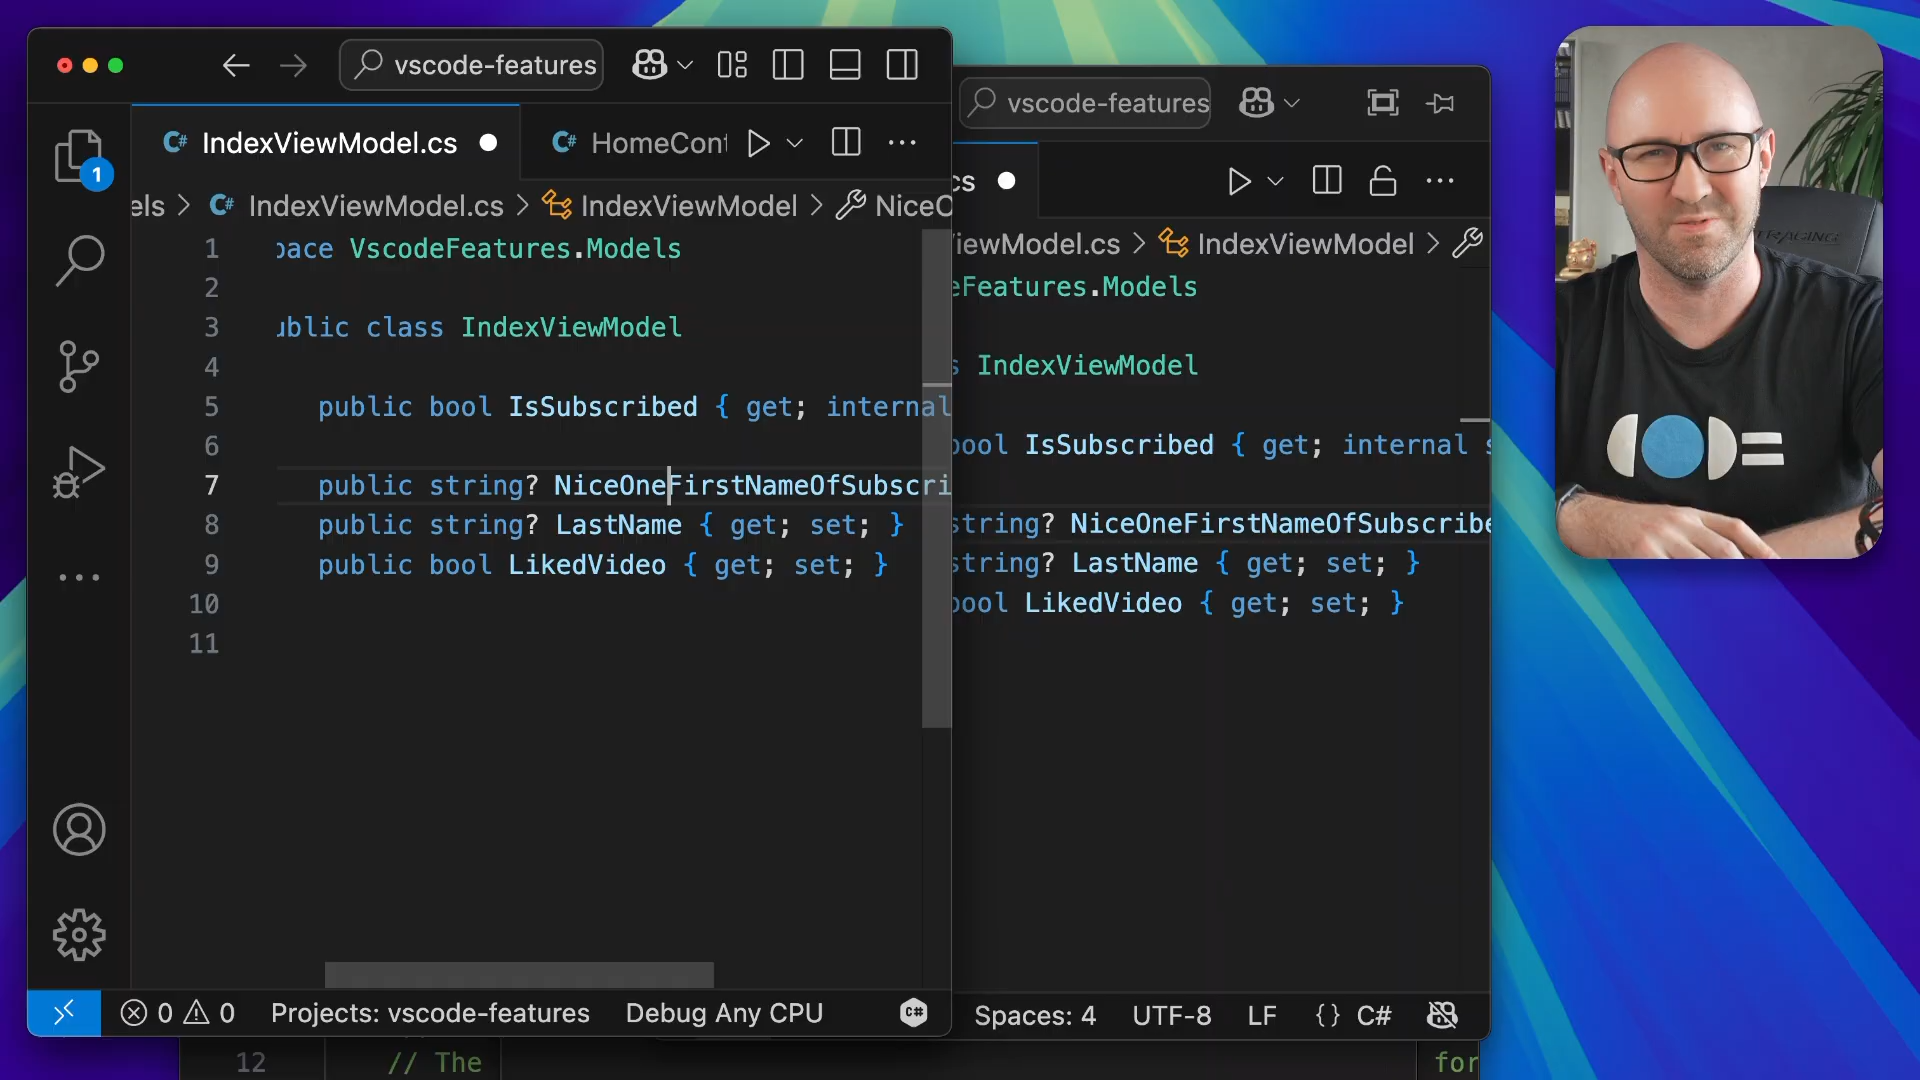 vscode-features
IndexViewModel.cs
HomeCont
els > IndexViewModel.cs > IndexViewModel > NiceO
1 pace VscodeFeatures.Models
2
3 ublic class IndexViewModel
4
5 public bool IsSubscribed { get; internal
6
7 public string? NiceOneFirstNameOfSubscri
8 public string? LastName { get; set; }
9 public bool LikedVideo { get; set; }
10
11
1
0 0 Projects: vscode-features Debug Any CPU
vscode-features
cs
iewModel.cs > IndexViewModel >
eFeatures.Models
s IndexViewModel
bool IsSubscribed { get; internal s
string? NiceOneFirstNameOfSubscribe
string? LastName { get; set; }
bool LikedVideo { get; set; }
Spaces: 4 UTF-8 LF {} C#
12 // The for